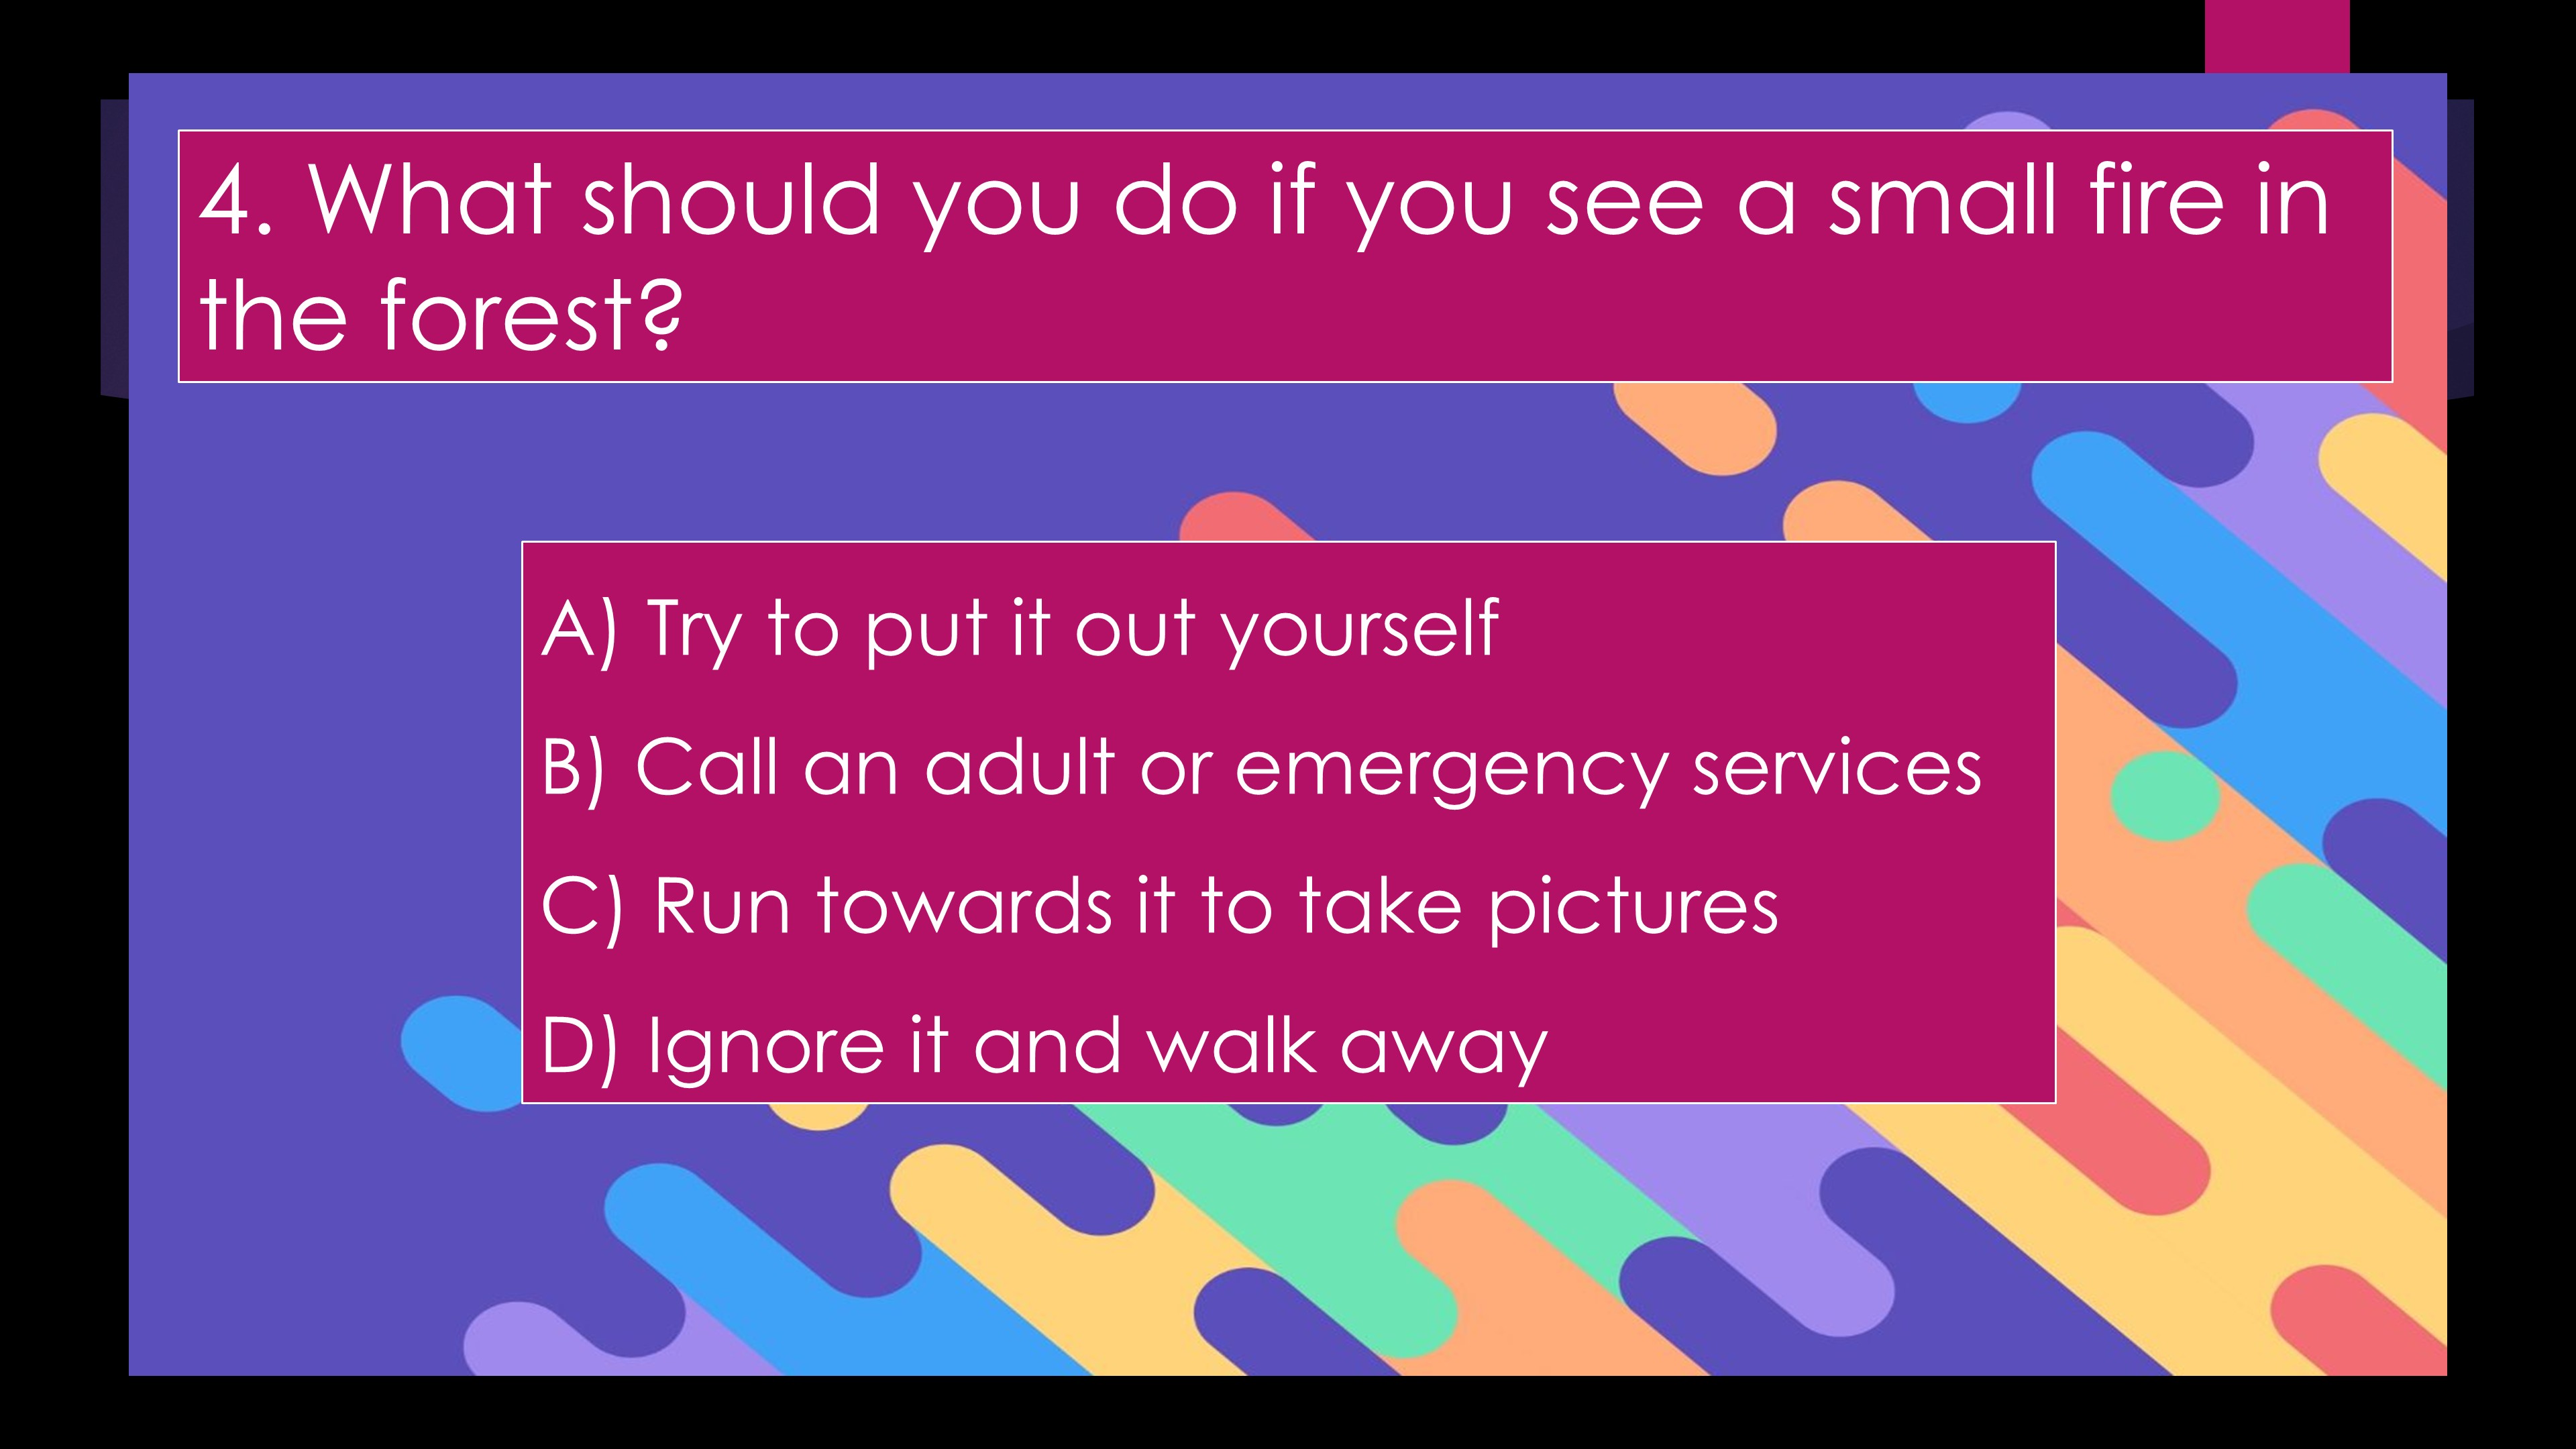 4. What should you do if you see a small fire in
the forest?
A) Try to put it out yourself
B) Call an adult or emergency services
C) Run towards it to take pictures
D) Ignore it and walk away